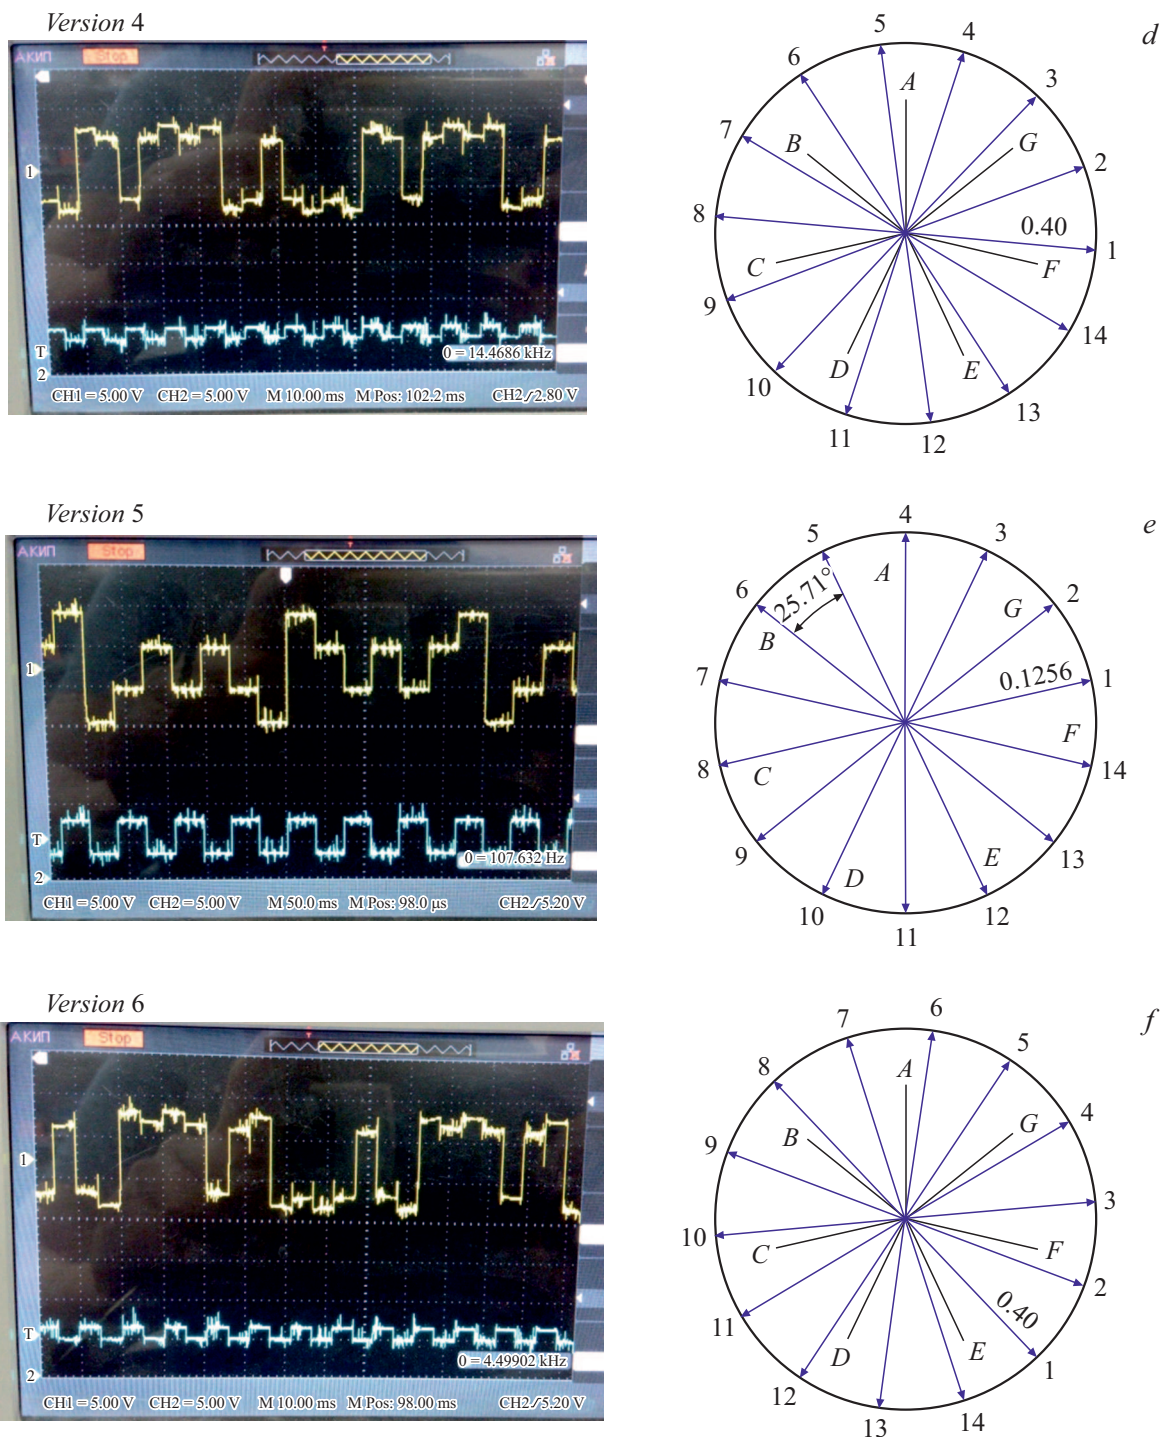 Version 4
АКИП Stop
1
T
2
0 = 14.4686 kHz
CH1 = 5.00 V CH2 = 5.00 V M 10.00 ms M Pos: 102.2 ms CH2 2.80 V
d
5
4
6
3
A
7
B
G
2
8
0.40
1
C
F
9
14
D
E
10
13
11
12
Version 5
АКИП Stop
1
T
2
0 = 107.632 Hz
CH1 = 5.00 V CH2 = 5.00 V M 50.0 ms M Pos: 98.0 μs CH2 5.20 V
e
4
5
3
A
25.71°
6
G
2
B
7
0.1256
1
F
8
C
14
9
D
E
13
10
12
11
Version 6
АКИП Stop
1
T
2
0 = 4.49902 kHz
CH1 = 5.00 V CH2 = 5.00 V M 10.00 ms M Pos: 98.00 ms CH2 5.20 V
f
6
7
5
8
A
4
B
G
9
3
10
C
F
2
11
0.40
D
E
1
12
13
14